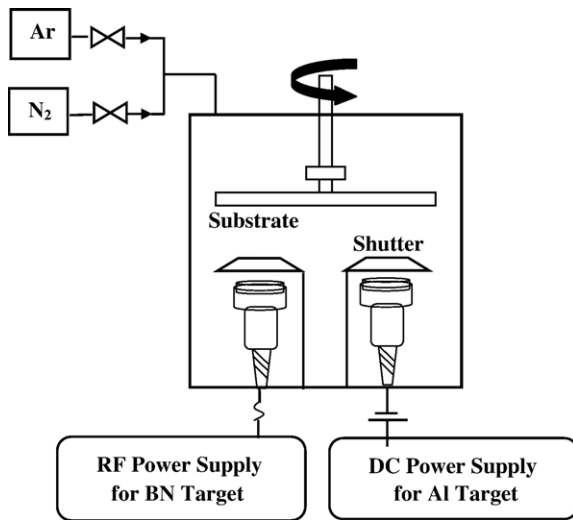 Ar
N₂
Substrate
Shutter
RF Power Supply
for BN Target
DC Power Supply
for Al Target